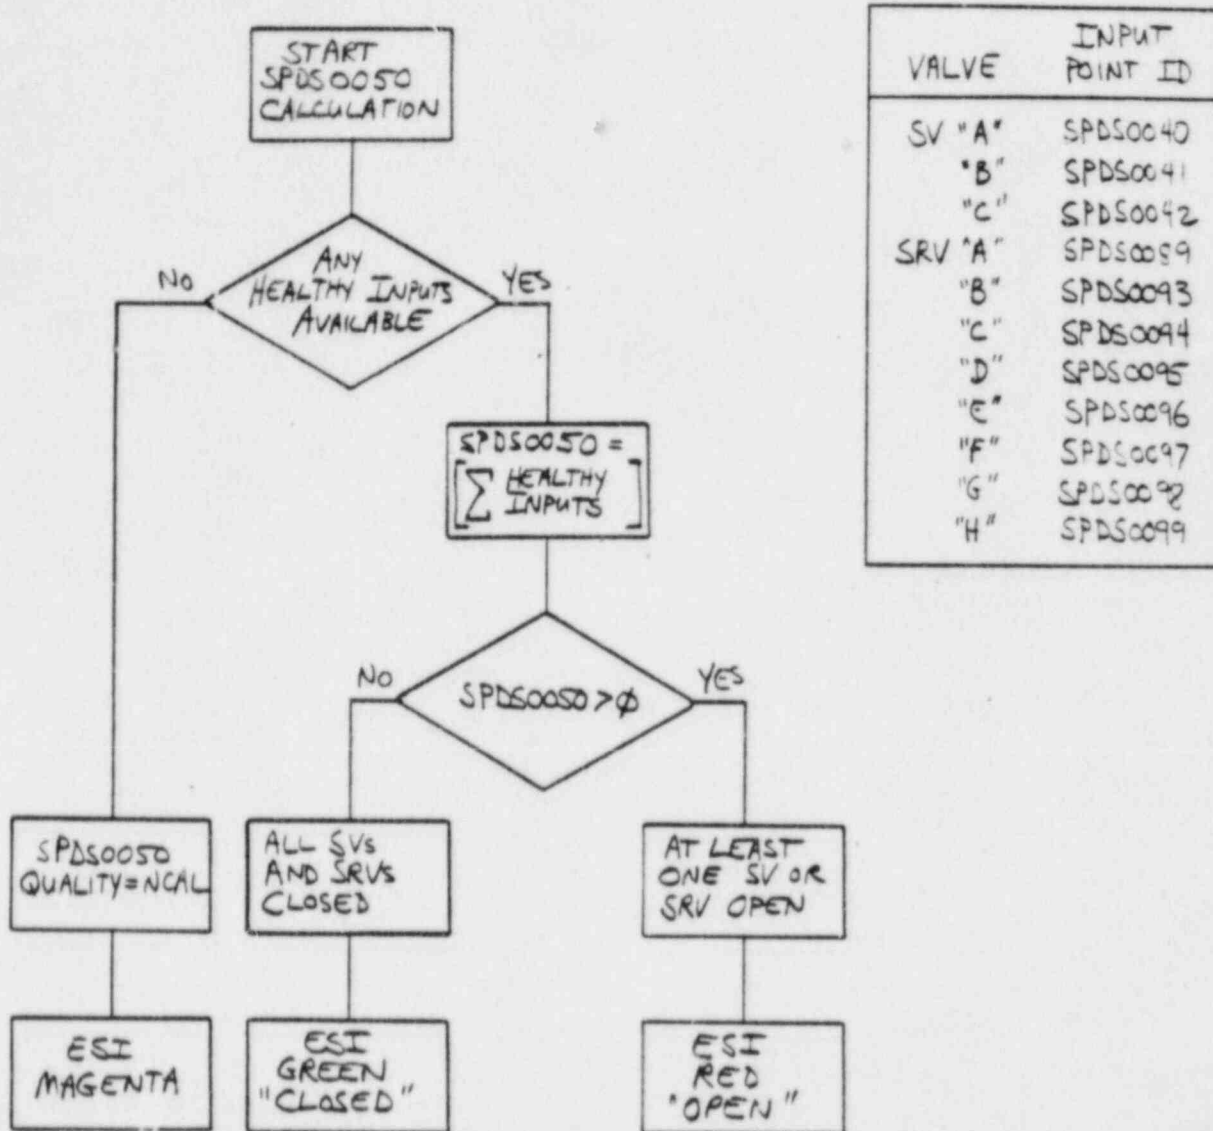 START
SPDS0050
CALCULATION
ANY
HEALTHY INPUTS
AVAILABLE
NO
YES
SPDS0050 =
[∑ HEALTHY
INPUTS]
SPDS0050 > Ø
NO
YES
SPDS0050
QUALITY = NCAL
ALL SVs
AND SRVs
CLOSED
AT LEAST
ONE SV OR
SRV OPEN
ESI
MAGENTA
ESI
GREEN
"CLOSED"
ESI
RED
"OPEN"
VALVE INPUT POINT ID
SV "A" SPDS0040
"B" SPDS0041
"C" SPDS0042
SRV "A"
"B" SPDS0093
"C" SPDS0094
"D" SPDS0095
"E" SPDS0096
"F" SPDS0097
"G"
"H" SPDS0099